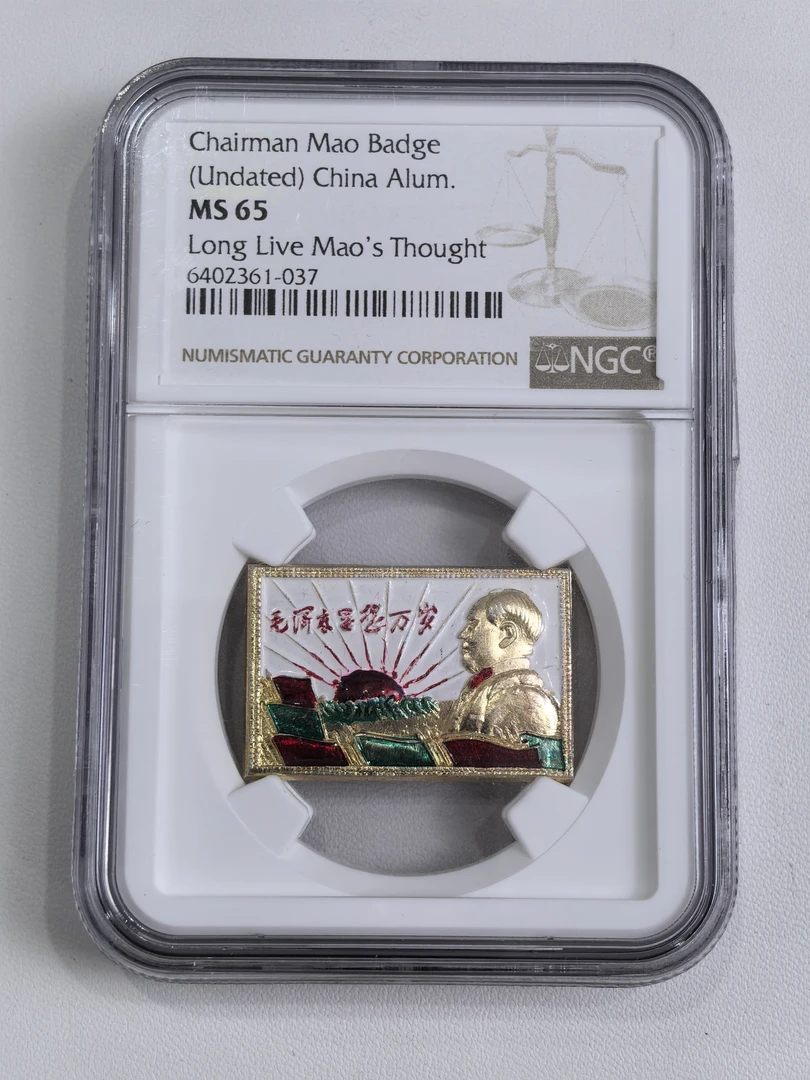 Chairman Mao Badge
(Undated) China Alum.
MS 65
Long Live Mao's Thought
6402361-037
NUMISMATIC GUARANTY CORPORATION
NGC®
毛泽东思想万岁